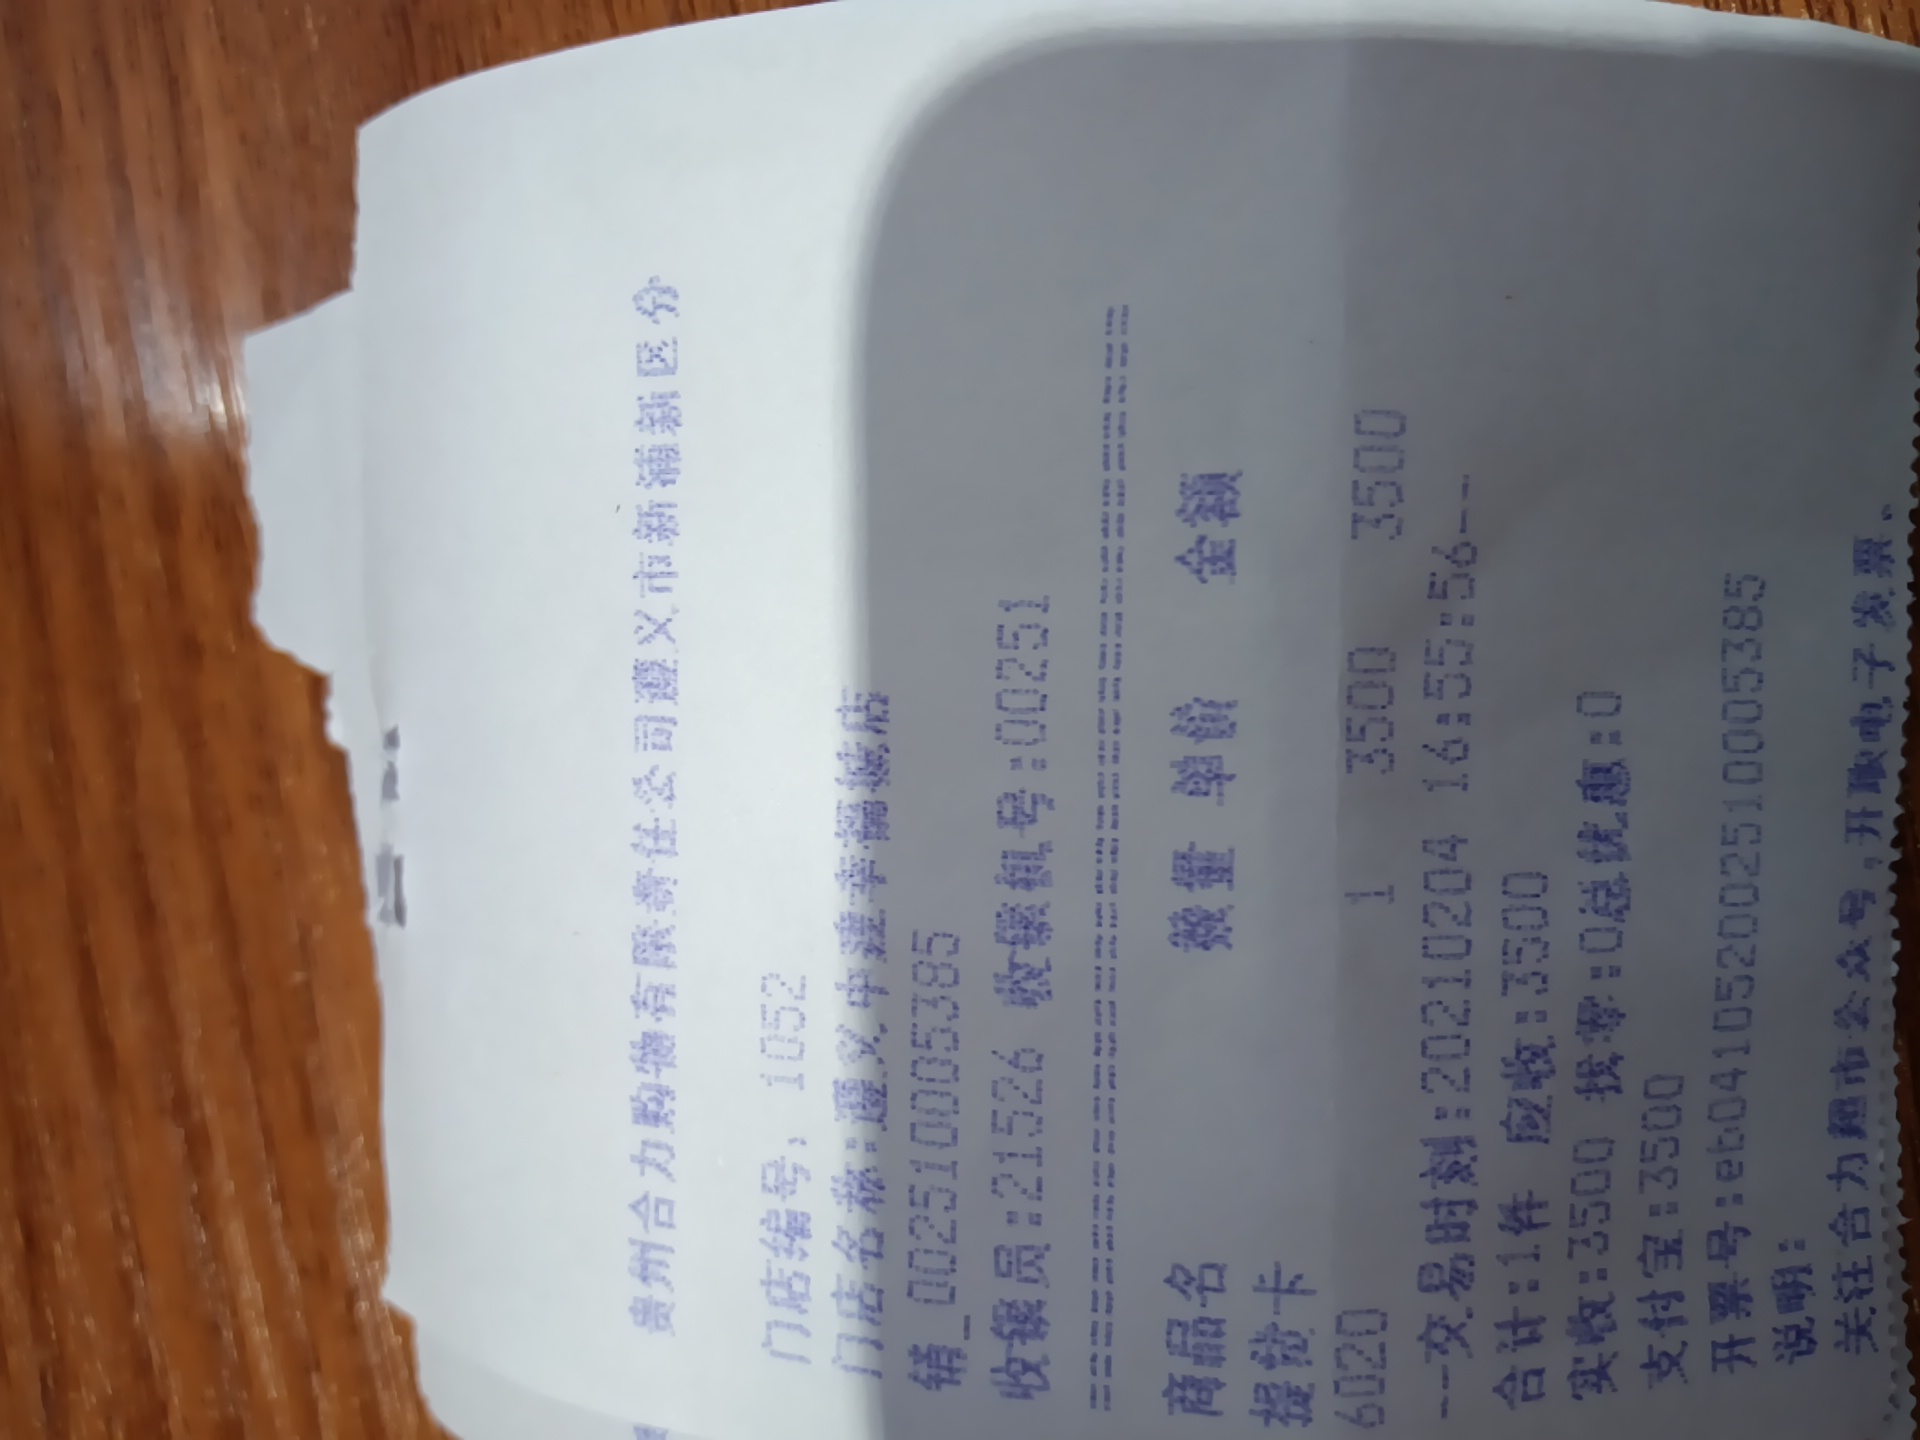 贵州合力购物有限责任公司遵义市新浦新区分
门店编号: 1052
门店名称:遵义中建幸福城店
销_00251005385
收银员:21526 收银机号:00251
================================
商品名 数量 单价 金额
提货卡
6020 1 3500 3500
--交易时刻:20210204 16:55:56---
合计:1件 应收:3500
实收:3500 找零:0总优惠:0
支付宝:3500
开票号:eb04105200251005385
说明:
关注合力超市公众号,开取电子发票。